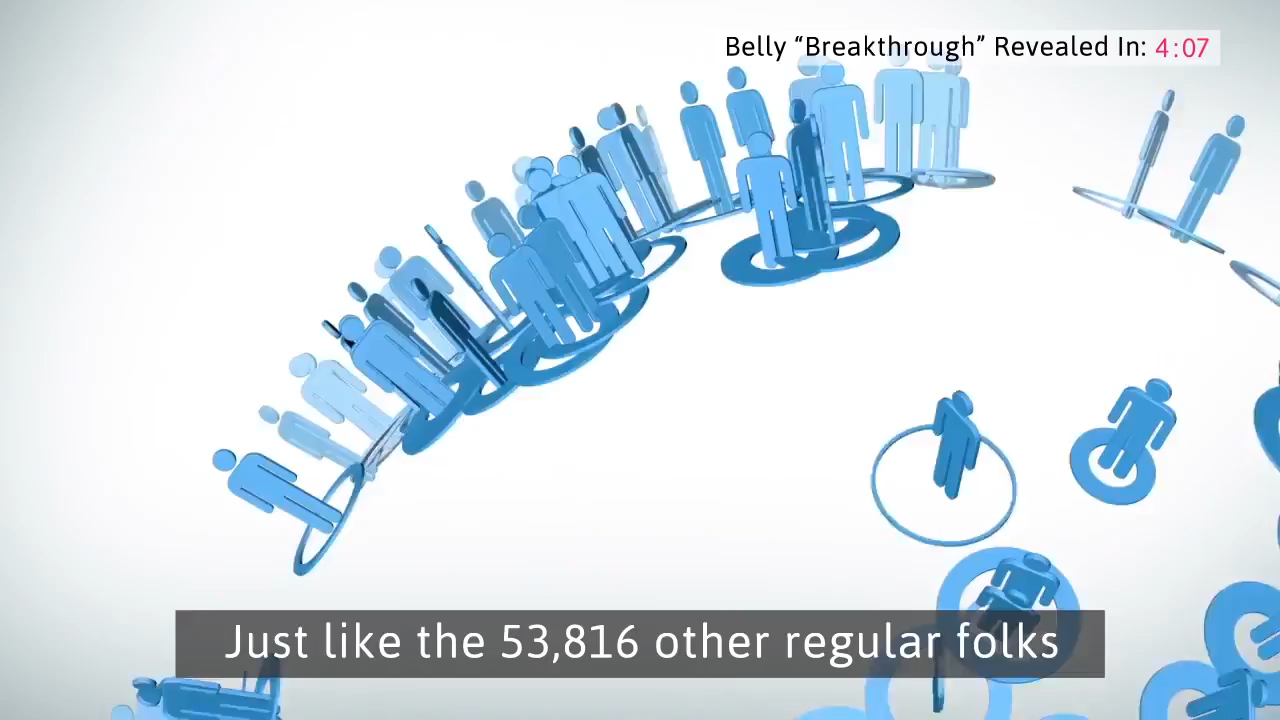 Belly “Breakthrough” Revealed In: 4:07
Just like the 53,816 other regular folks